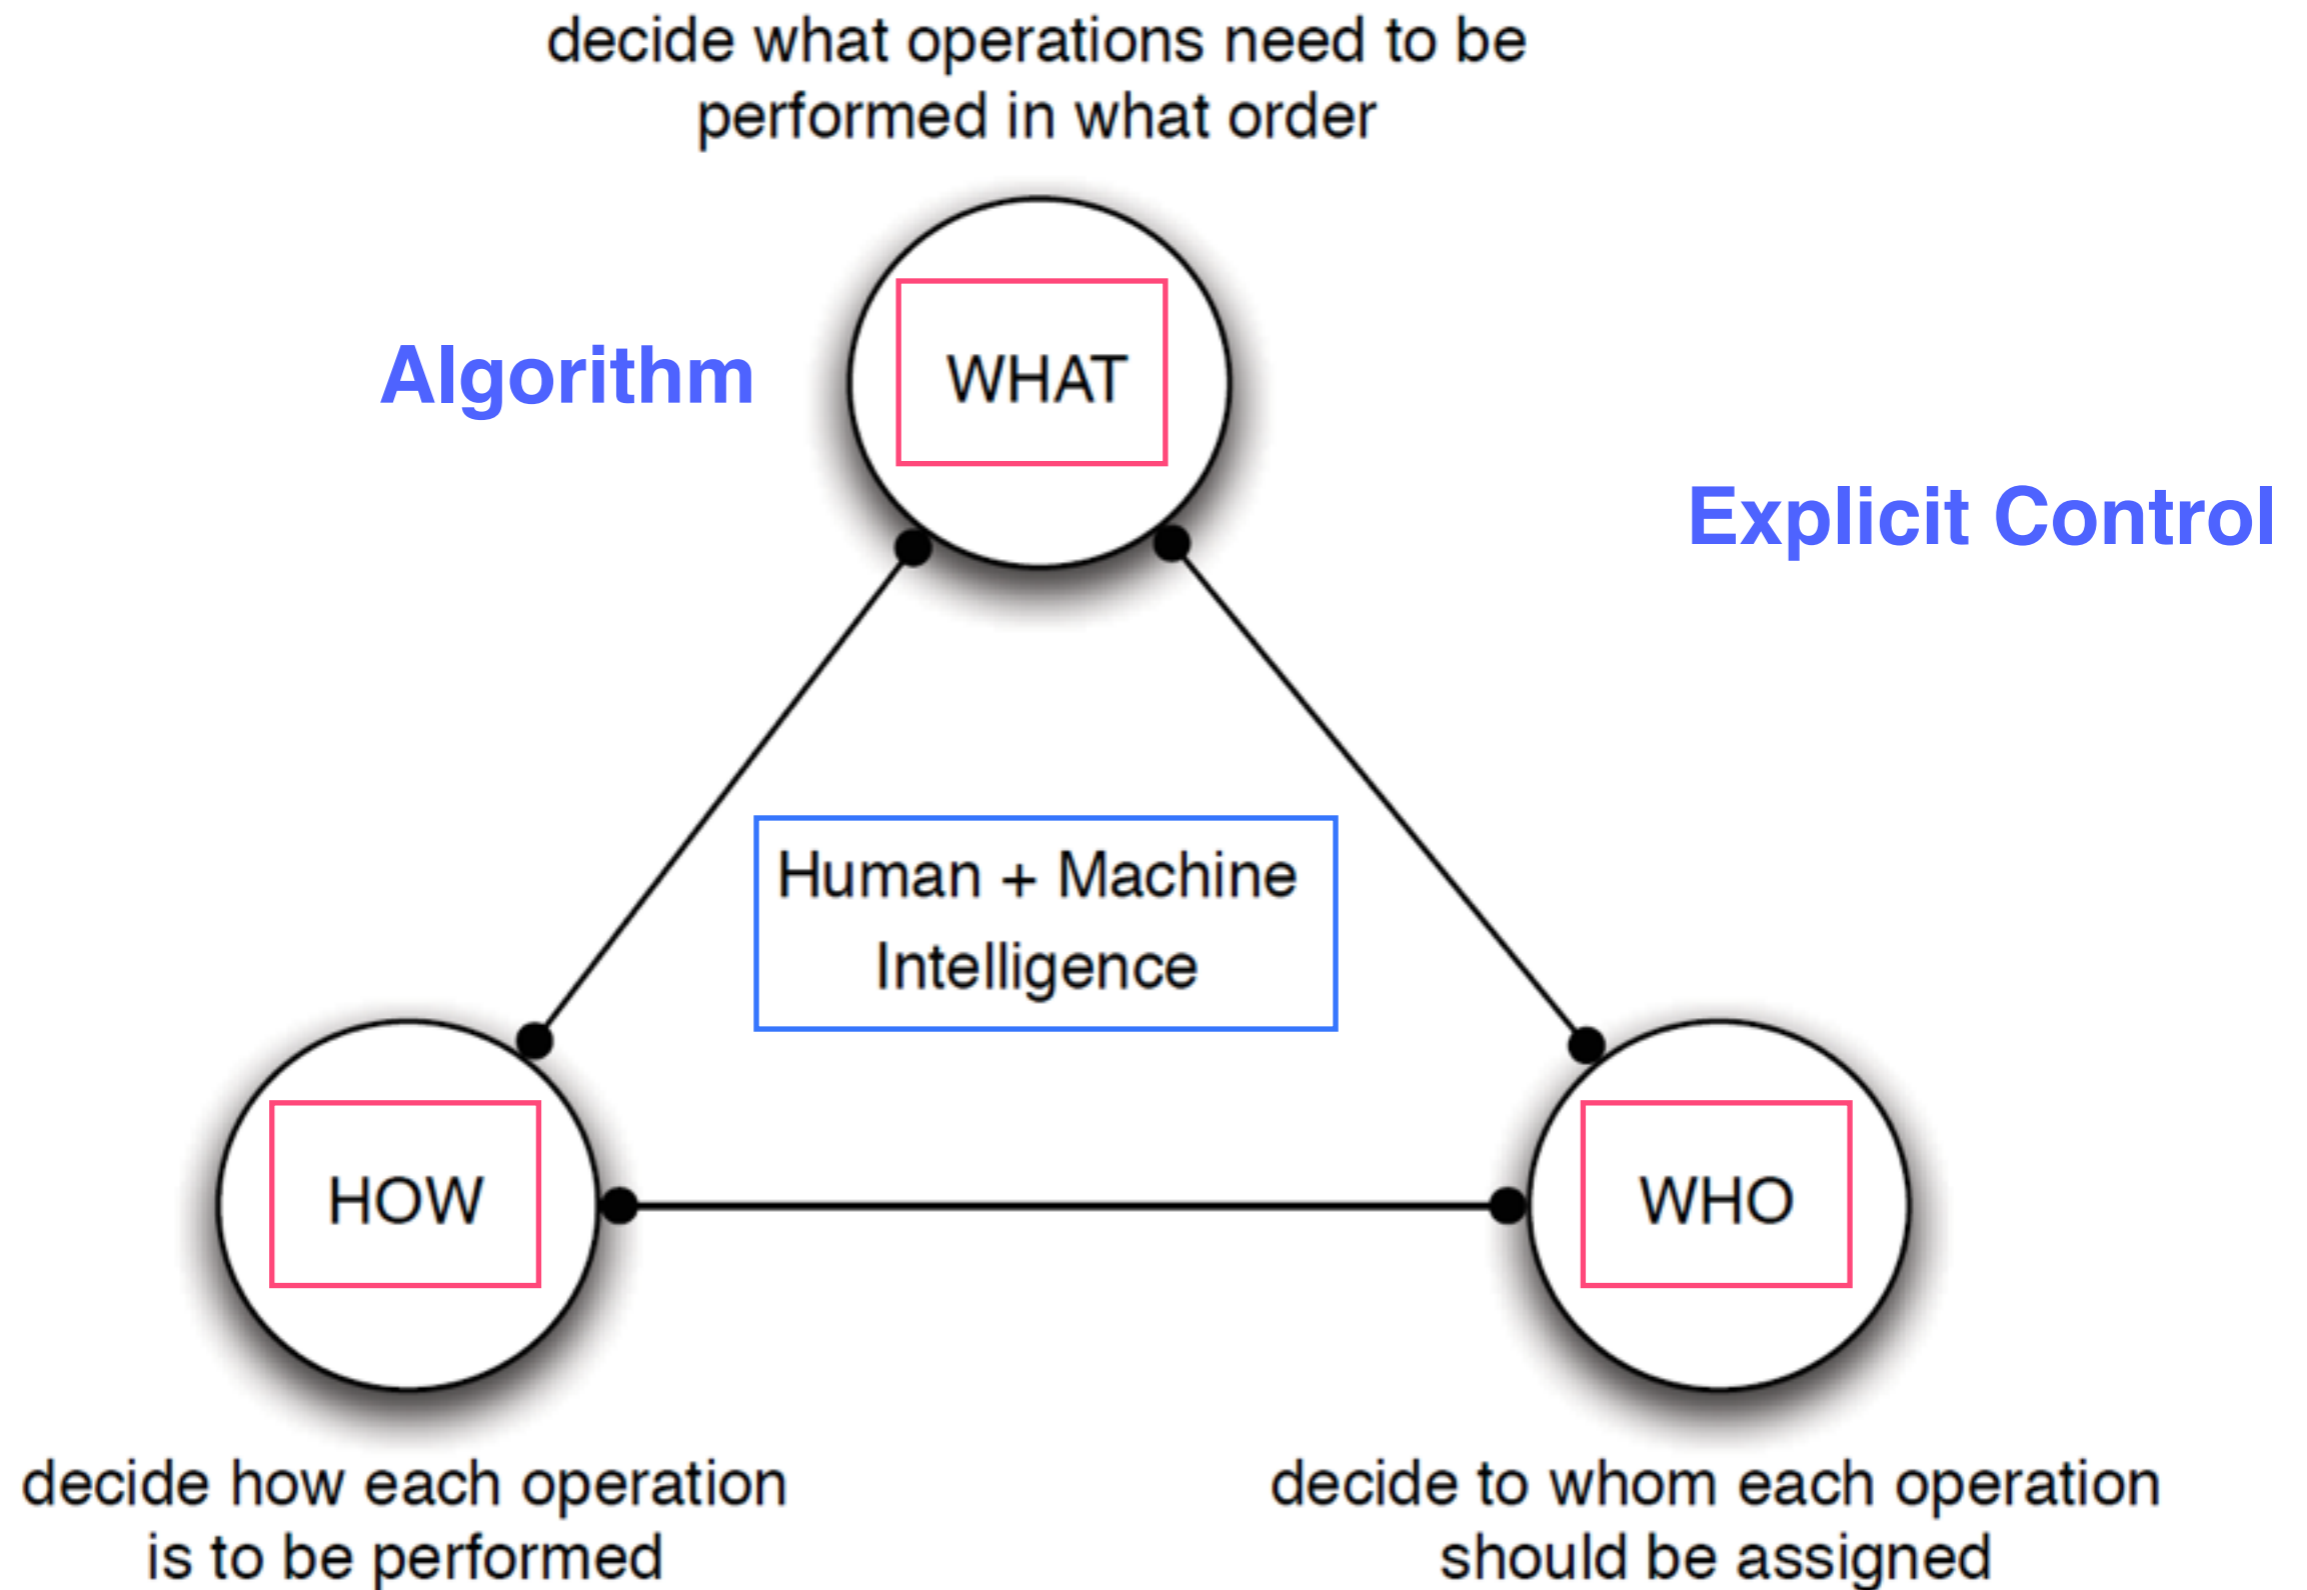 decide what operations need to be
performed in what order
WHAT
Algorithm
Explicit Control
Human + Machine
Intelligence
HOW
WHO
decide how each operation
is to be performed
decide to whom each operation
should be assigned